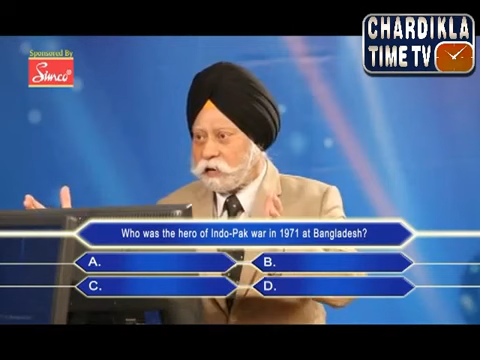 Sponsored By
Simco®
CHARDIKLA
TIME TV
Who was the hero of Indo-Pak war in 1971 at Bangladesh?
A.
B.
C.
D.